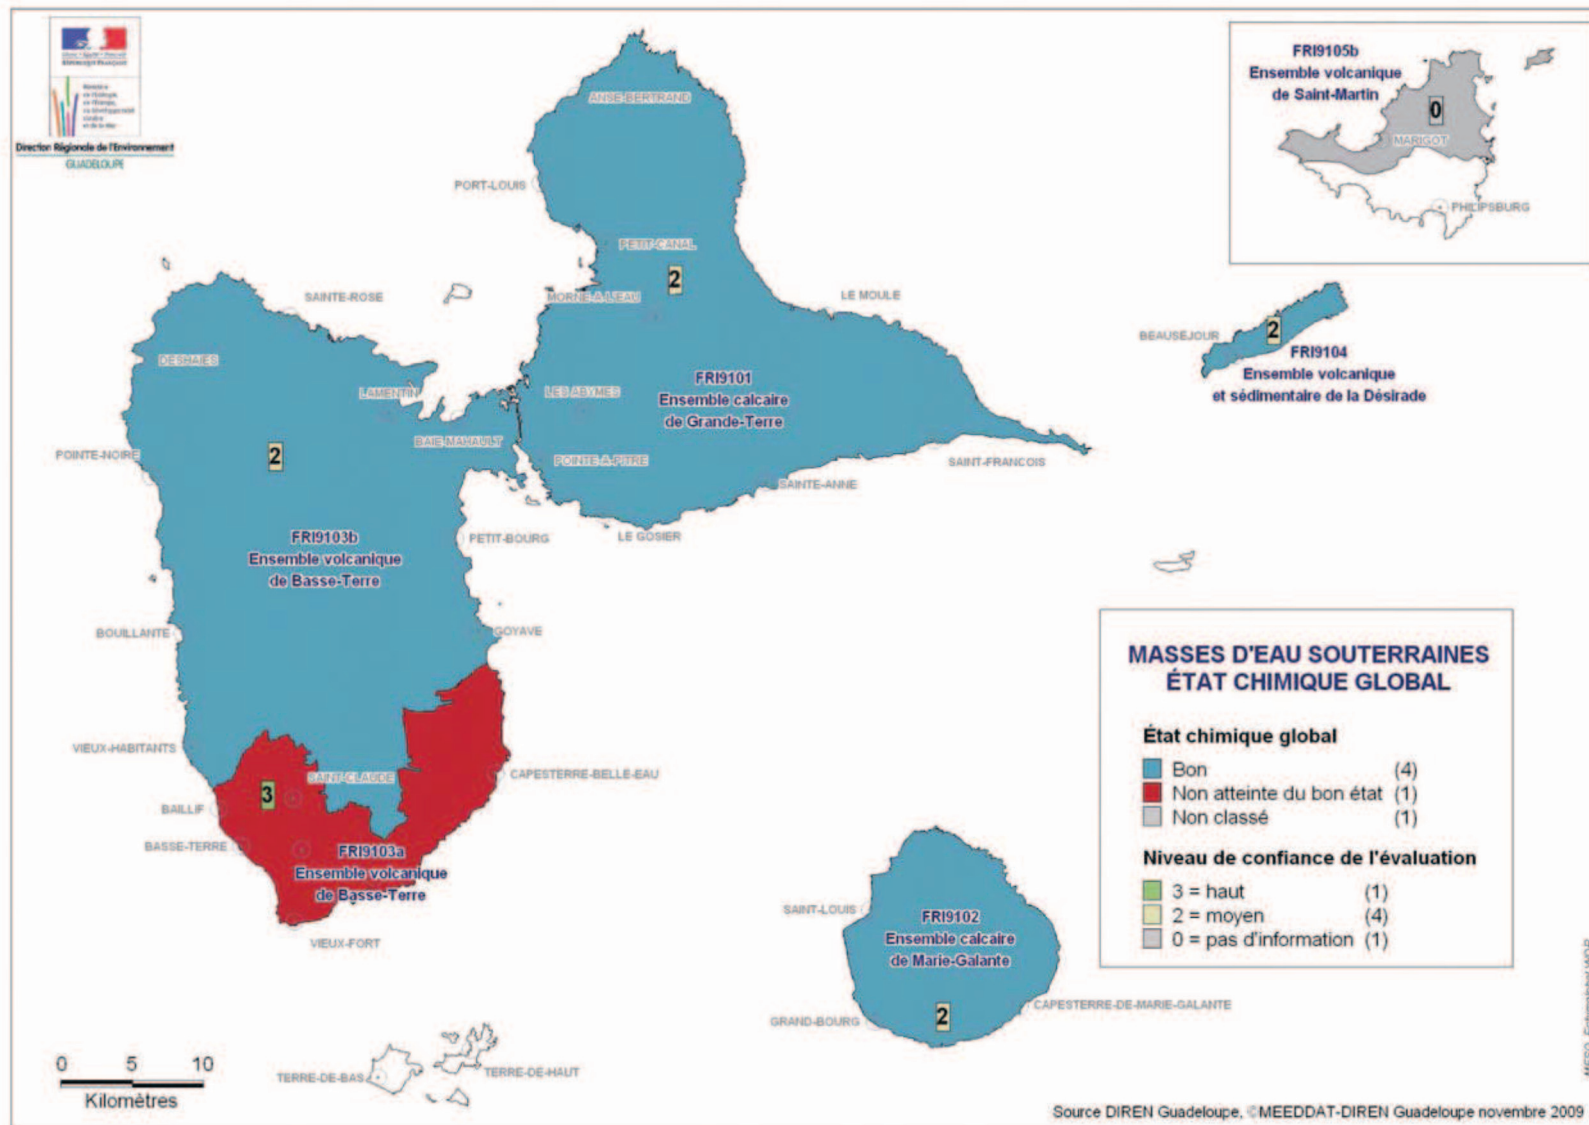 RÉPUBLIQUE FRANÇAISE
Direction Régionale de l'Environnement
GUADELOUPE
FRI9105b
Ensemble volcanique
de Saint-Martin
0
MARIGOT
PHILIPSBURG
ANSE-BERTRAND
PORT-LOUIS
PETIT-CANAL
2
MORNE-A-L'EAU
LE MOULE
SAINTE-ROSE
DESHAIES
LAMENTIN
LES ABYMES
FRI9101
Ensemble calcaire
de Grande-Terre
BAIE-MAHAULT
POINTE-A-PITRE
SAINT-FRANCOIS
SAINTE-ANNE
LE GOSIER
BEAUSEJOUR
2
FRI9104
Ensemble volcanique
et sédimentaire de la Désirade
POINTE-NOIRE
2
FRI9103b
Ensemble volcanique
de Basse-Terre
PETIT-BOURG
BOUILLANTE
GOYAVE
VIEUX-HABITANTS
SAINT-CLAUDE
CAPESTERRE-BELLE-EAU
3
BAILLIF
BASSE-TERRE
FRI9103a
Ensemble volcanique
de Basse-Terre
VIEUX-FORT
SAINT-LOUIS
FRI9102
Ensemble calcaire
de Marie-Galante
2
GRAND-BOURG
CAPESTERRE-DE-MARIE-GALANTE
TERRE-DE-BAS
TERRE-DE-HAUT
MASSES D'EAU SOUTERRAINES
ÉTAT CHIMIQUE GLOBAL
État chimique global
Bon (4)
Non atteinte du bon état (1)
Non classé (1)
Niveau de confiance de l'évaluation
3 = haut (1)
2 = moyen (4)
0 = pas d'information (1)
0 5 10
Kilomètres
Source DIREN Guadeloupe, ©MEEDDAT-DIREN Guadeloupe novembre 2009